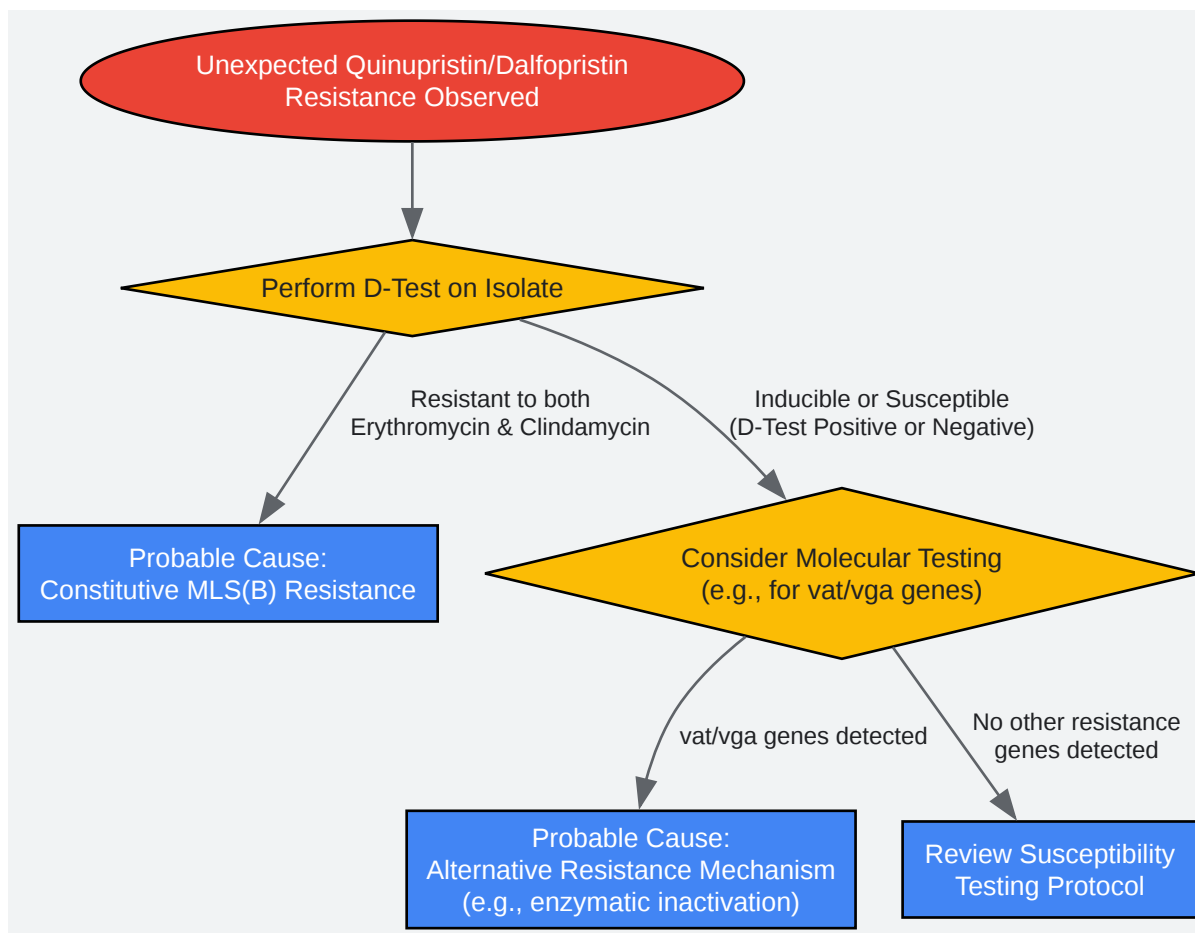 Unexpected Quinupristin/Dalfopristin
Resistance Observed
Perform D-Test on Isolate
Resistant to both
Erythromycin & Clindamycin
Inducible or Susceptible
(D-Test Positive or Negative)
Probable Cause:
Constitutive MLS(B) Resistance
Consider Molecular Testing
(e.g., for vat/vga genes)
vat/vga genes detected
No other resistance
genes detected
Probable Cause:
Alternative Resistance Mechanism
(e.g., enzymatic inactivation)
Review Susceptibility
Testing Protocol